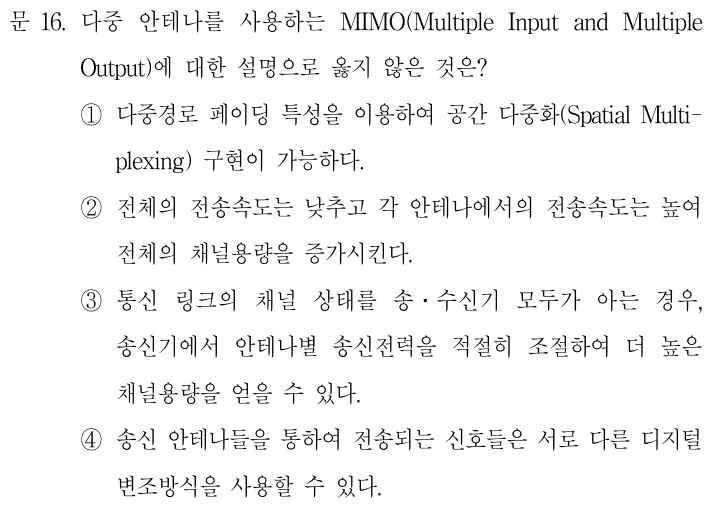 문 16. 다중 안테나를 사용하는 MIMO(Multiple Input and Multiple
Output)에 대한 설명으로 옳지 않은 것은?
① 다중경로 페이딩 특성을 이용하여 공간 다중화(Spatial Multi-
plexing) 구현이 가능하다.
② 전체의 전송속도는 낮추고 각 안테나에서의 전송속도는 높여
전체의 채널용량을 증가시킨다.
③ 통신 링크의 채널 상태를 송·수신기 모두가 아는 경우,
송신기에서 안테나별 송신전력을 적절히 조절하여 더 높은
채널용량을 얻을 수 있다.
④ 송신 안테나들을 통하여 전송되는 신호들은 서로 다른 디지털
변조방식을 사용할 수 있다.